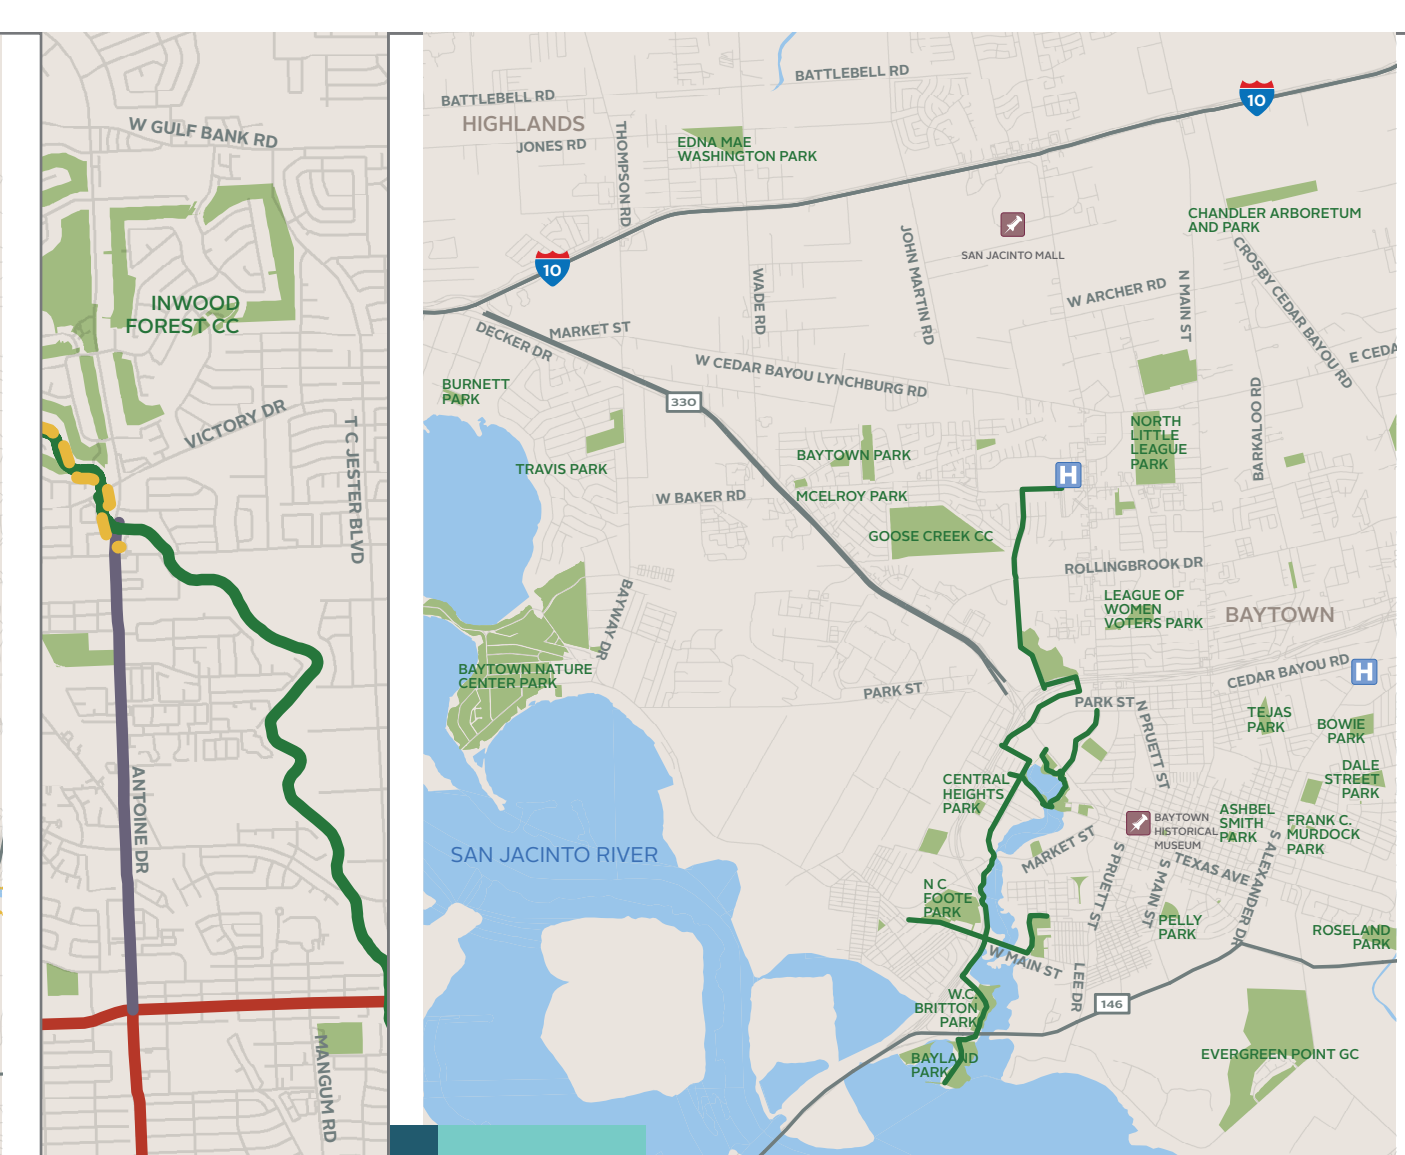 W GULF BANK RD
INWOOD
FOREST CC
VICTORY DR
T C JESTER BLVD
ANTOINE DR
MANGUM RD
BATTLEBELL RD
BATTLEBELL RD
HIGHLANDS
JONES RD
THOMPSON RD
EDNA MAE
WASHINGTON PARK
10
10
SAN JACINTO MALL
CHANDLER ARBORETUM
AND PARK
CROSBY CEDAR BAYOU RD
JOHN MARTIN RD
WADE RD
W ARCHER RD
N MAIN ST
E CEDA
DECKER DR
MARKET ST
W CEDAR BAYOU LYNCHBURG RD
330
BURNETT
PARK
BARKALOO RD
NORTH
LITTLE
LEAGUE
PARK
TRAVIS PARK
BAYTOWN PARK
H
W BAKER RD
MCELROY PARK
GOOSE CREEK CC
ROLLINGBROOK DR
LEAGUE OF
WOMEN
VOTERS PARK
BAYTOWN
BAYWAY DR
BAYTOWN NATURE
CENTER PARK
CEDAR BAYOU RD
H
PARK ST
PARK ST
N PRUETT ST
TEJAS
PARK
BOWIE
PARK
DALE
STREET
PARK
CENTRAL
HEIGHTS
PARK
BAYTOWN
HISTORICAL
MUSEUM
ASHBEL
SMITH
PARK
FRANK C.
MURDOCK
PARK
SAN JACINTO RIVER
MARKET ST
S PRUETT ST
S MAIN ST
TEXAS AVE
S ALEXANDER DR
N C
FOOTE
PARK
PELLY
PARK
ROSELAND
PARK
W MAIN ST
LEE DR
146
W.C.
BRITTON
PARK
BAYLAND
PARK
EVERGREEN POINT GC